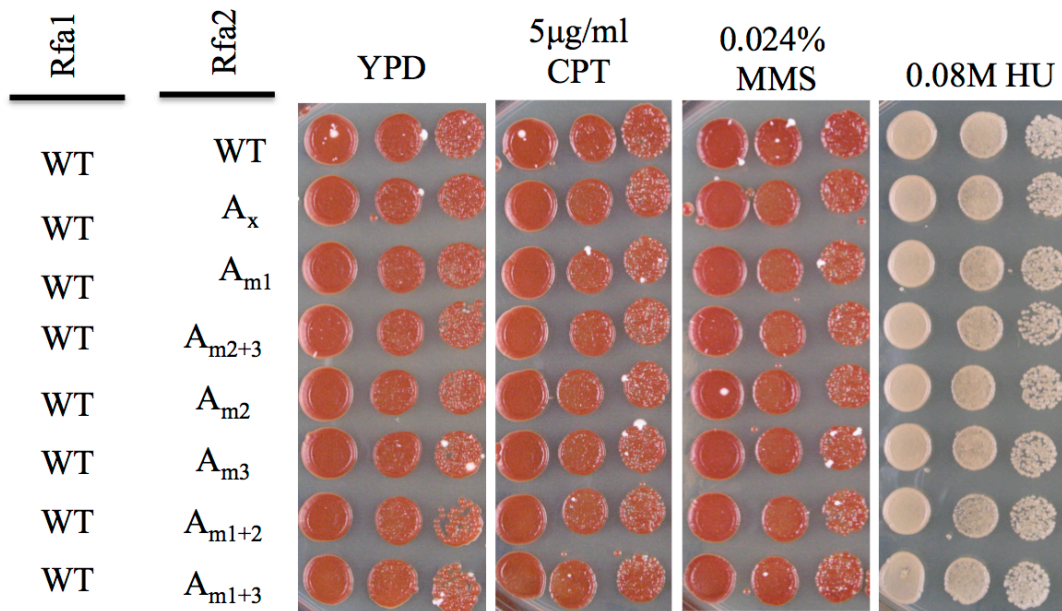 Rfa1
Rfa2
YPD
5μg/ml
CPT
0.024%
MMS
0.08M HU
WT WT
WT Ax
WT Am1
WT Am2+3
WT Am2
WT Am3
WT Am1+2
WT Am1+3